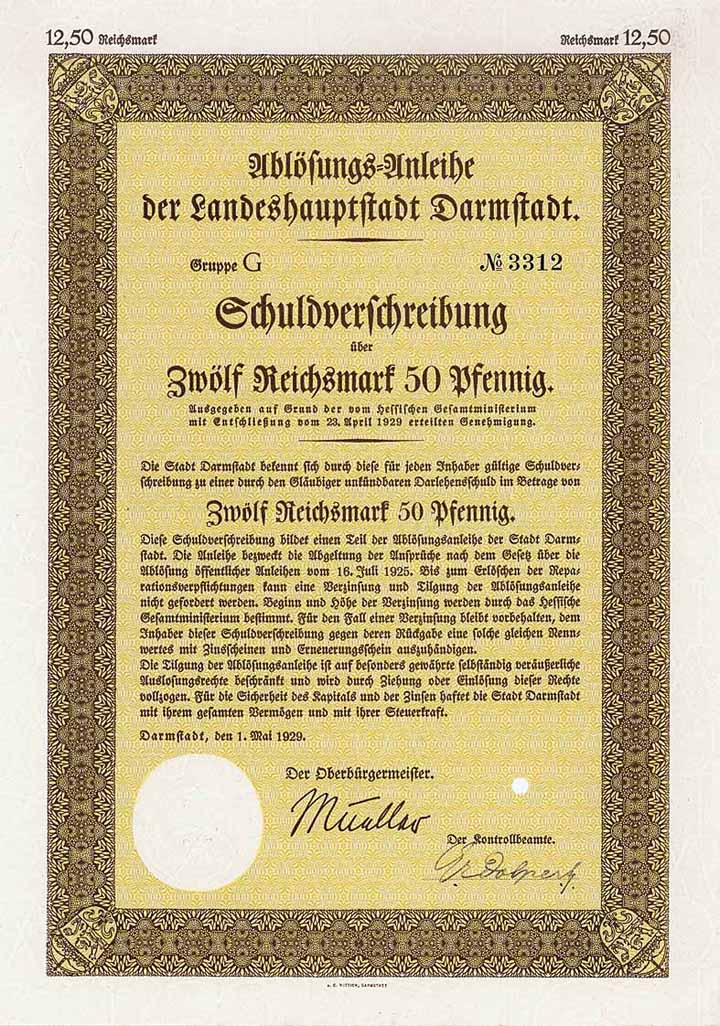 12,50 Reichsmark Reichsmark 12,50
Ablösungs-Anleihe
der Landeshauptstadt Darmstadt.
Gruppe G № 3312
Schuldverschreibung
über
Zwölf Reichsmark 50 Pfennig.
Ausgegeben auf Grund der vom Hessischen Gesamtministerium
mit Entschließung vom 23. April 1929 erteilten Genehmigung.
Die Stadt Darmstadt bekennt sich durch diese für jeden Inhaber gültige Schuldver-
schreibung zu einer durch den Gläubiger unkündbaren Darlehensschuld im Betrage von
Zwölf Reichsmark 50 Pfennig.
Diese Schuldverschreibung bildet einen Teil der Ablösungsanleihe der Stadt Darm-
stadt. Die Anleihe bezweckt die Abgeltung der Ansprüche nach dem Gesetz über die
Ablösung öffentlicher Anleihen vom 16. Juli 1925. Bis zum Erlöschen der Repa-
rationsverpflichtungen kann eine Verzinsung und Tilgung der Ablösungsanleihe
nicht gefordert werden. Beginn und Höhe der Verzinsung werden durch das Hessische
Gesamtministerium bestimmt. Für den Fall einer Verzinsung bleibt vorbehalten, dem
Inhaber dieser Schuldverschreibung gegen deren Rückgabe eine solche gleichen Nenn-
wertes mit Zinsscheinen und Erneuerungsschein auszuhändigen.
Die Tilgung der Ablösungsanleihe ist auf besonders gewährte selbständig veräußerliche
Auslosungsrechte beschränkt und wird durch Ziehung oder Einlösung dieser Rechte
vollzogen. Für die Sicherheit des Kapitals und der Zinsen haftet die Stadt Darmstadt
mit ihrem gesamten Vermögen und mit ihrer Steuerkraft.
Darmstadt, den 1. Mai 1929.
Der Oberbürgermeister.
Mueller
Der Kontrollbeamte.
DARMSTADT